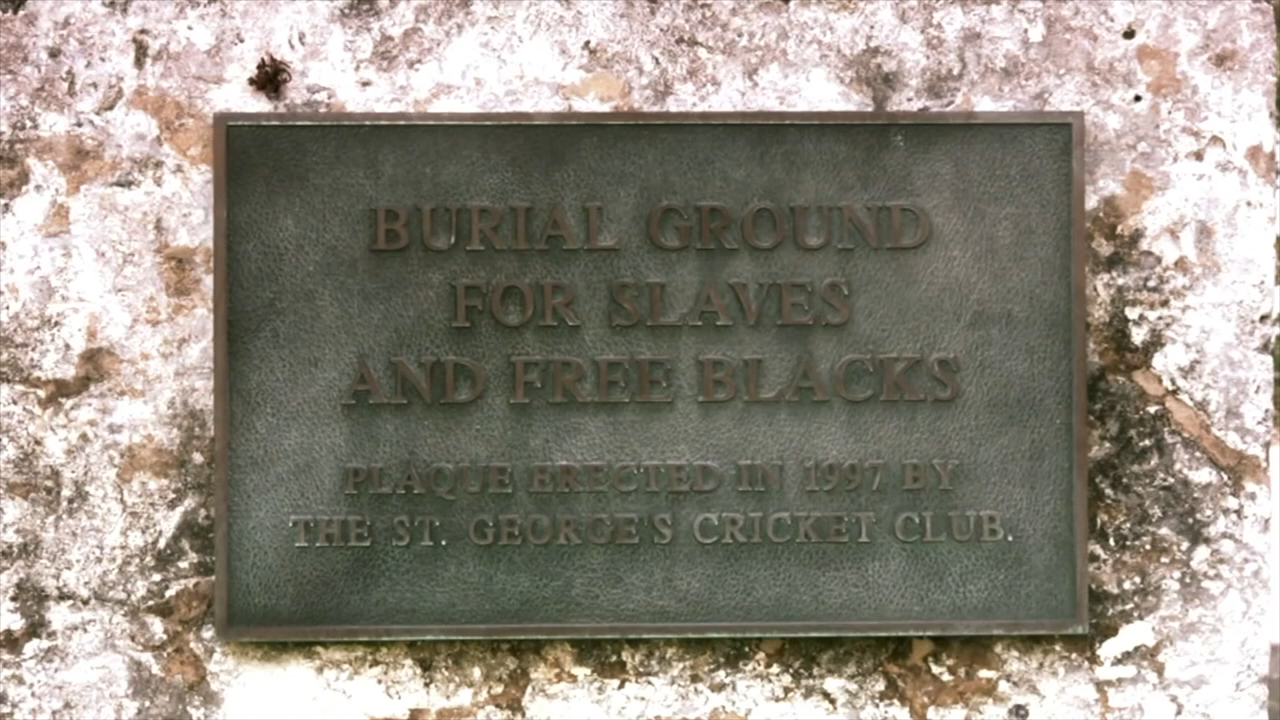 BURIAL GROUND
FOR SLAVES
AND FREE BLACKS
PLAQUE ERECTED IN 1997 BY
THE ST. GEORGE'S CRICKET CLUB.